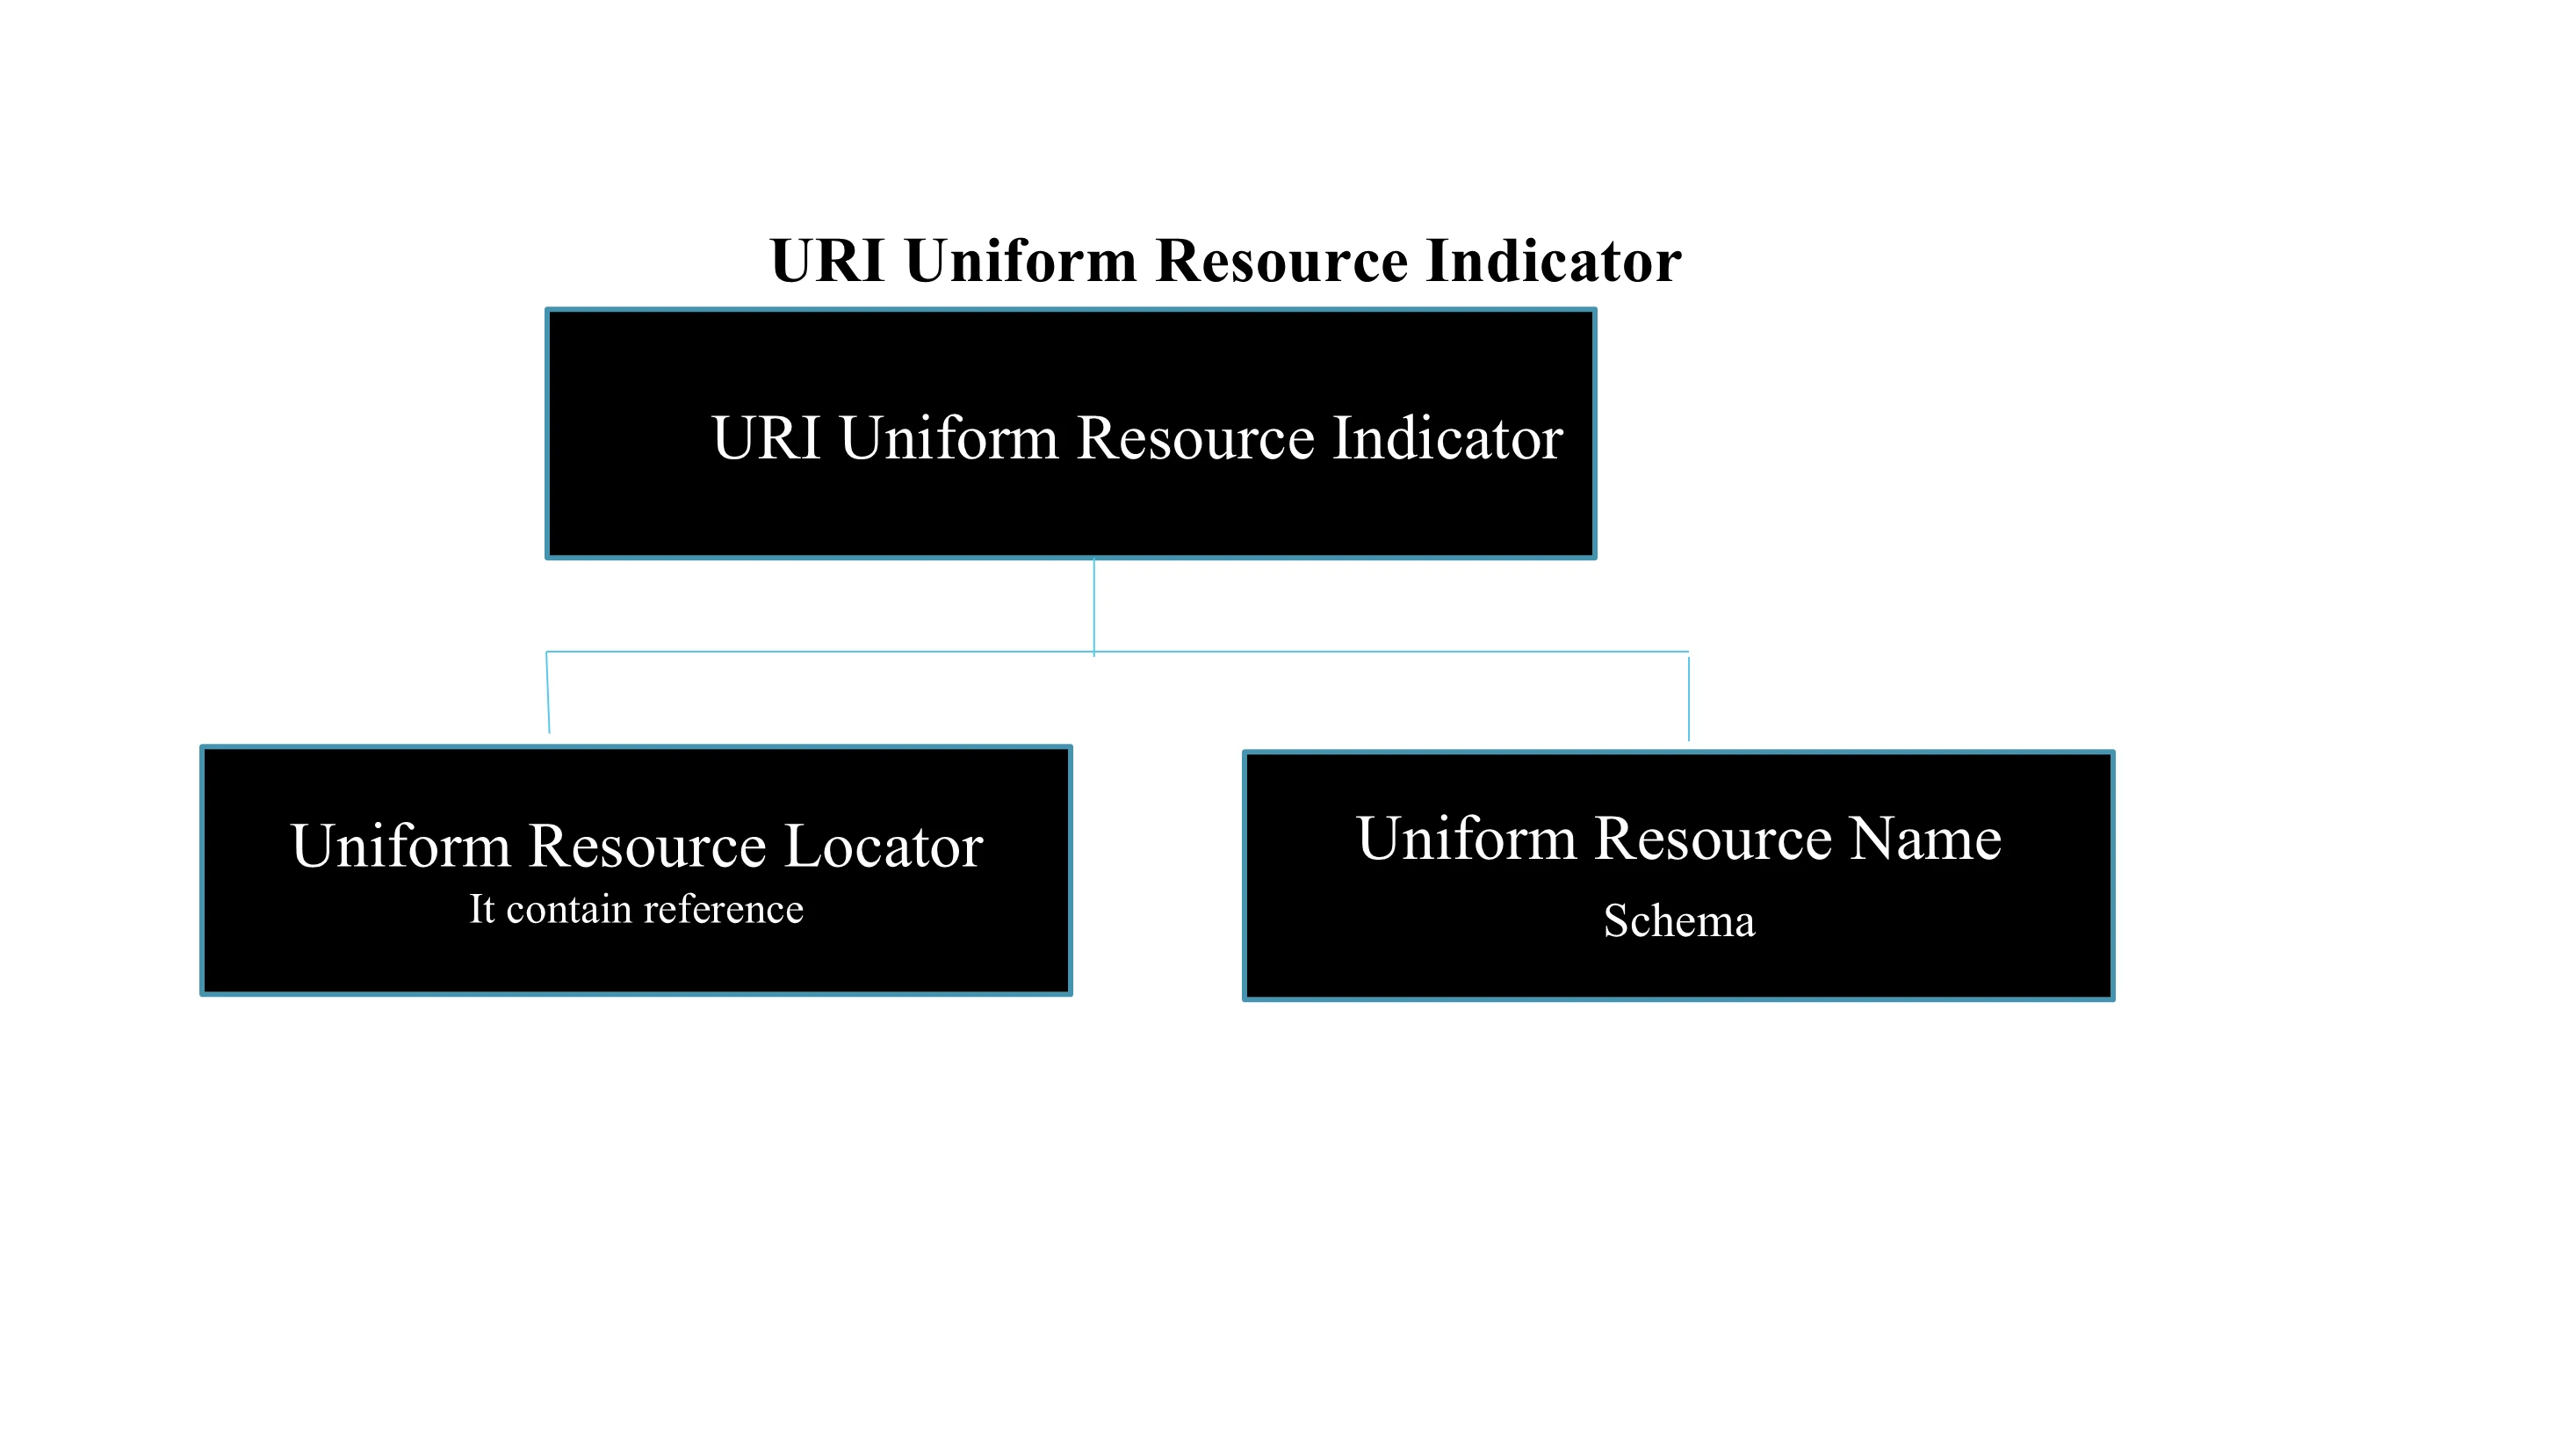 URI Uniform Resource Indicator
URI Uniform Resource Indicator
Uniform Resource Locator
It contain reference
Uniform Resource Name
Schema